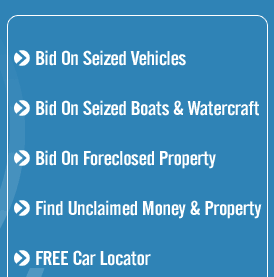 Bid On Seized Vehicles
Bid On Seized Boats & Watercraft
Bid On Foreclosed Property
Find Unclaimed Money & Property
FREE Car Locator